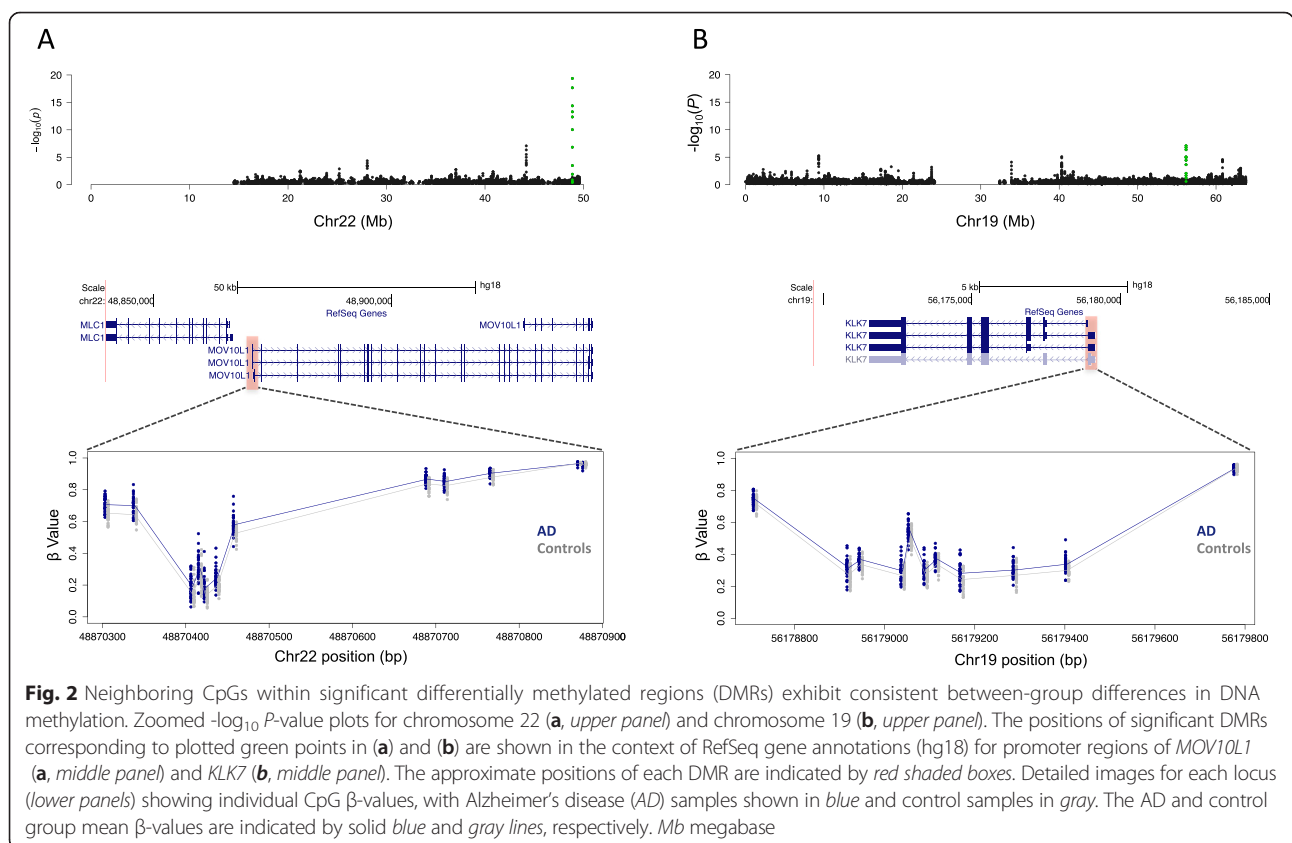 A
20
15
10
5
0
−log₁₀(p)
0 10 20 30 40 50
Chr22 (Mb)
Scale 50 kb hg18
chr22: 48,850,000 48,900,000
RefSeq Genes
MLC1 MOV10L1
MLC1
MOV10L1
MOV10L1
MOV10L1
1.0
0.8
0.6
0.4
0.2
0.0
β Value
AD
Controls
48870300 48870400 48870500 48870600 48870700 48870800 48870900
Chr22 position (bp)
B
20
15
10
5
0
-log₁₀(P)
0 10 20 30 40 50 60
Chr19 (Mb)
Scale 5 kb hg18
chr19: 56,175,000 56,180,000 56,185,000
RefSeq Genes
KLK7
KLK7
KLK7
KLK7
1.0
0.8
0.6
0.4
0.2
0.0
β Value
AD
Controls
56178800 56179000 56179200 56179400 56179600 56179800
Chr19 position (bp)
Fig. 2 Neighboring CpGs within significant differentially methylated regions (DMRs) exhibit consistent between-group differences in DNA
methylation. Zoomed -log₁₀ P-value plots for chromosome 22 (a, upper panel) and chromosome 19 (b, upper panel). The positions of significant DMRs
corresponding to plotted green points in (a) and (b) are shown in the context of RefSeq gene annotations (hg18) for promoter regions of MOV10L1
(a, middle panel) and KLK7 (b, middle panel). The approximate positions of each DMR are indicated by red shaded boxes. Detailed images for each locus
(lower panels) showing individual CpG β-values, with Alzheimer's disease (AD) samples shown in blue and control samples in gray. The AD and control
group mean β-values are indicated by solid blue and gray lines, respectively. Mb megabase